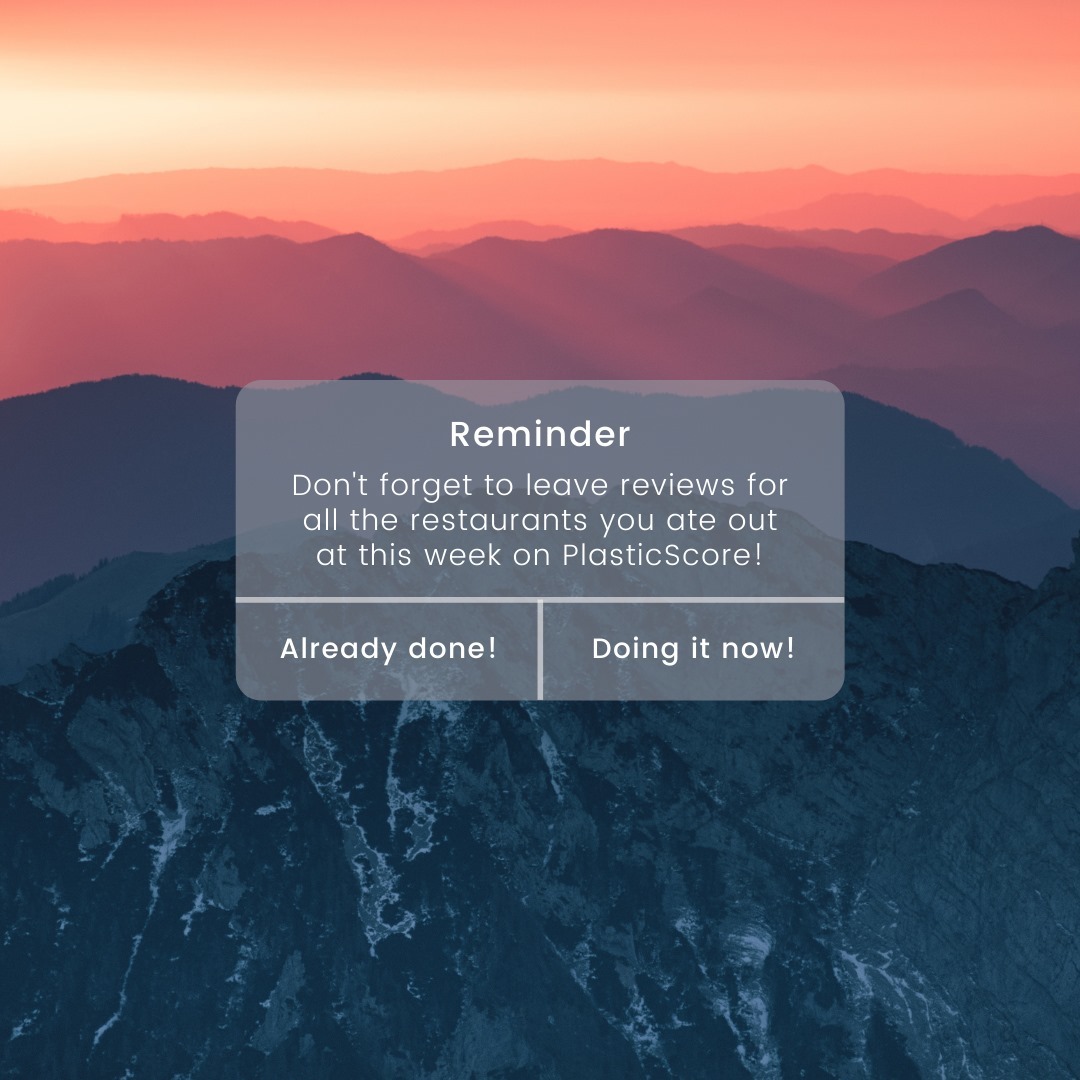 Reminder
Don't forget to leave reviews for
all the restaurants you ate out
at this week on PlasticScore!
Already done!
Doing it now!